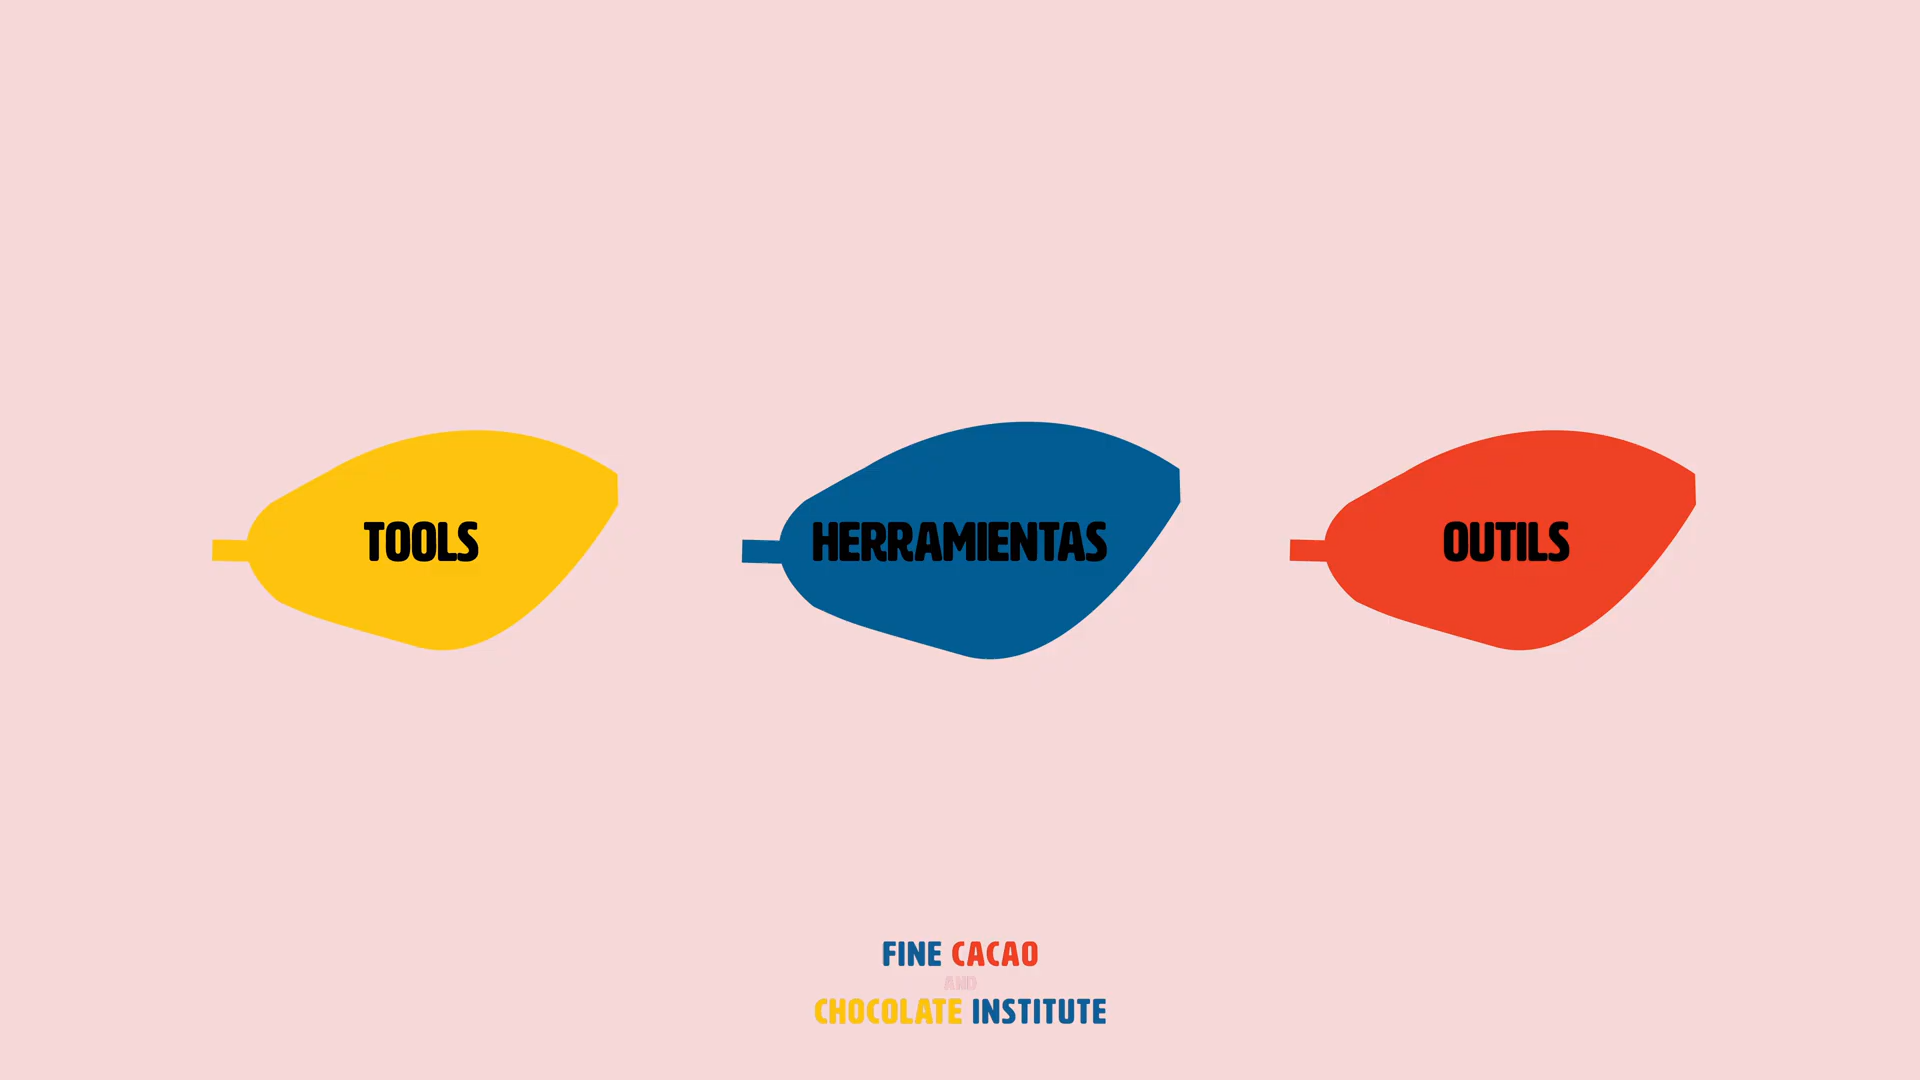 TOOLS
HERRAMIENTAS
OUTILS
FINE CACAO
AND
CHOCOLATE INSTITUTE